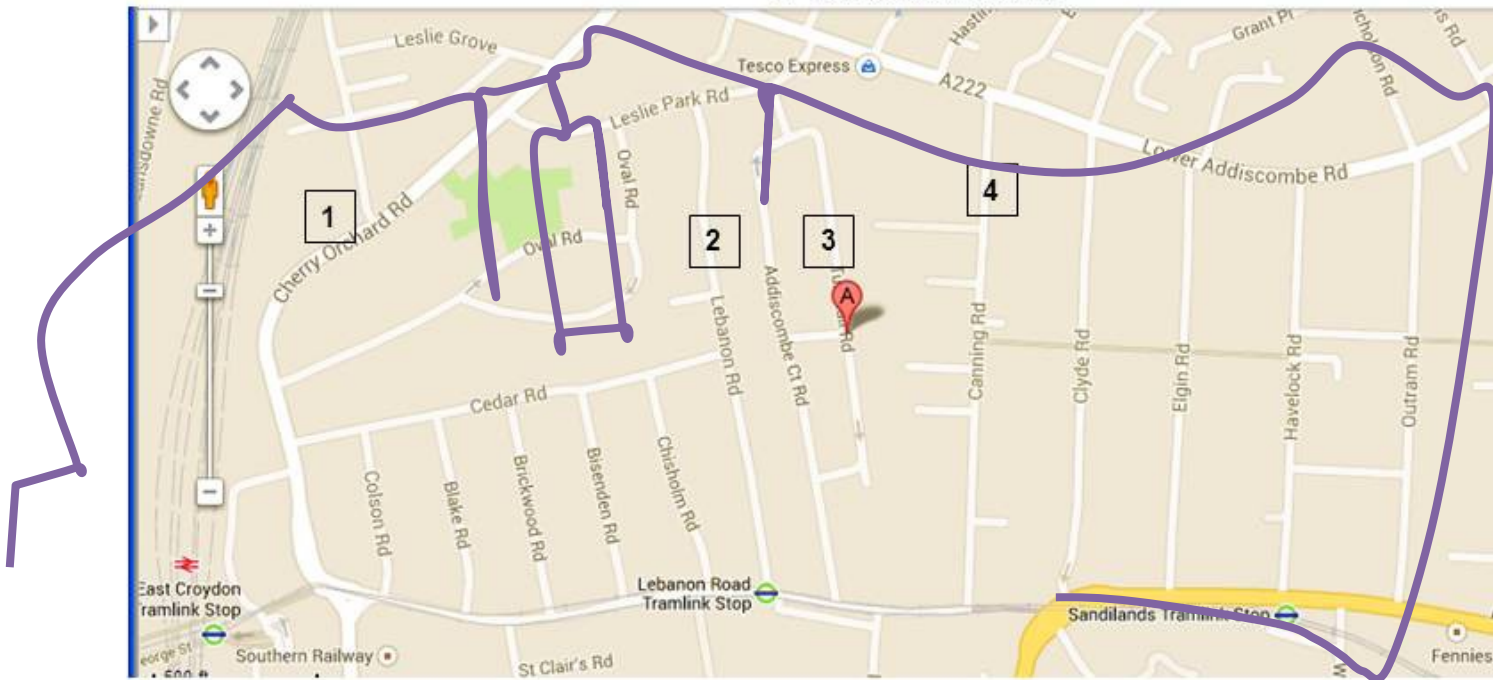 Leslie Grove
Tesco Express
A222
Grant Pl
Leslie Park Rd
Lower Addiscombe Rd
1
Cherry Orchard Rd
Oval Rd
Oval Rd
2
3
4
A
Lebanon Rd
Addiscombe Ct Rd
Canning Rd
Clyde Rd
Elgin Rd
Havelock Rd
Outram Rd
Cedar Rd
Colson Rd
Blake Rd
Brickwood Rd
Bisenden Rd
Chisholm Rd
East Croydon
Tramlink Stop
Lebanon Road
Tramlink Stop
Sandilands Tramlink Stop
Southern Railway
St Clair's Rd
Fennies